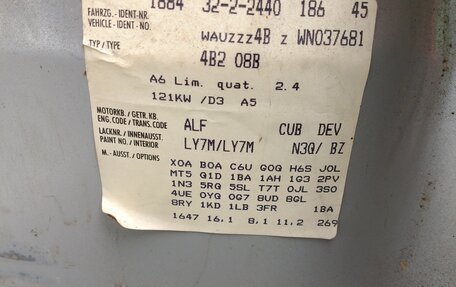 1884 32-2-2440 186 45
FAHRZG.-IDENT-NR.
VEHICLE-IDENT-NO. WAUZZZ4B z WN037681
TYP / TYPE 4B2 08B
A6 Lim. quat. 2.4
121KW /D3 A5
MOTORKB. / GETR. KB.
ENG. CODE / TRANS. CODE ALF CUB DEV
LACKNR. / INNENAUSST.
PAINT NO. / INTERIOR LY7M/LY7M N3Q/ BZ
M. - AUSST. / OPTIONS
X0A B0A C6U G0G H6S J0L
MT5 Q1D 1BA 1AH 1G3 2PV
1N3 5RQ 5SL T7T 0JL 3S0
4UE 0YG 0G7 8UD 8GL
8RY 1KD 1LB 3FR 1BA
1647 16,1 8,1 11,2 269